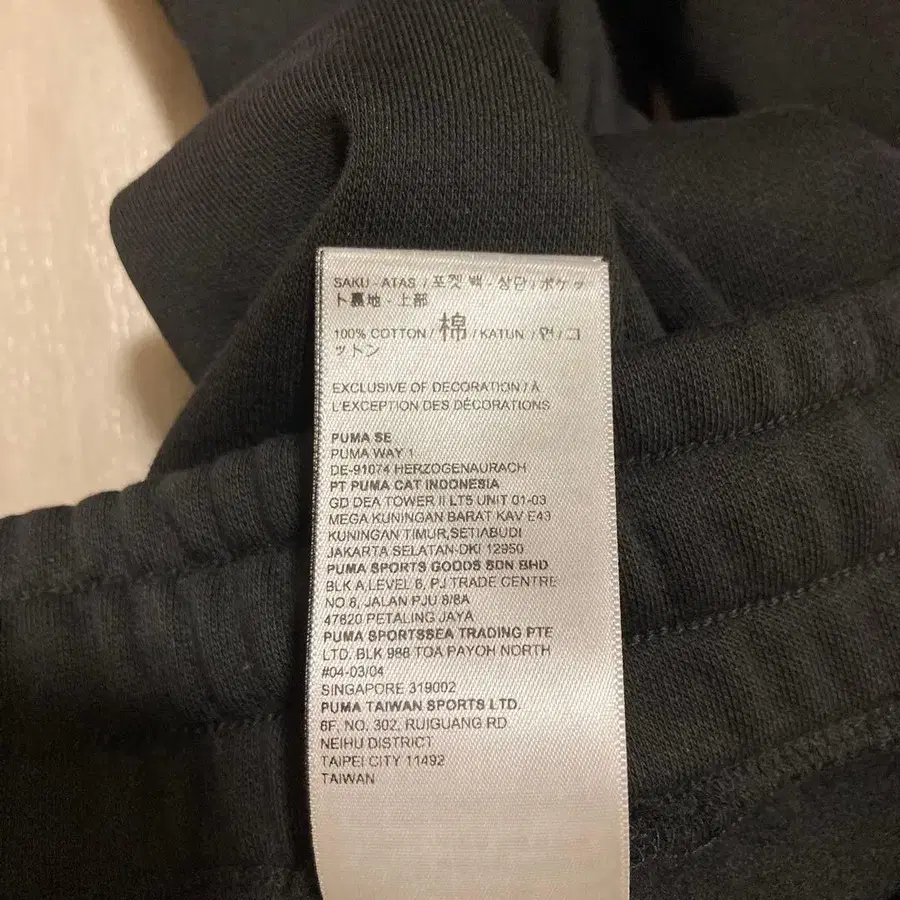 SAKU - ATAS / 포켓 백 - 상단 / ポケッ
ト裏地 - 上部
100% COTTON / 棉 / KATUN / 면 / コ
ットン
EXCLUSIVE OF DECORATION / À
L'EXCEPTION DES DÉCORATIONS
PUMA SE
PUMA WAY 1
DE-91074 HERZOGENAURACH
PT PUMA CAT INDONESIA
GD DEA TOWER II LT5 UNIT 01-03
MEGA KUNINGAN BARAT KAV E43
KUNINGAN TIMUR,SETIABUDI
JAKARTA SELATAN-DKI 12950
PUMA SPORTS GOODS SDN BHD
BLK A,LEVEL 6, PJ TRADE CENTRE
NO 8, JALAN PJU 8/8A
47820 PETALING JAYA
PUMA SPORTSSEA TRADING PTE
LTD. BLK 988 TOA PAYOH NORTH
#04-03/04
SINGAPORE 319002
PUMA TAIWAN SPORTS LTD.
6F, NO. 302, RUIGUANG RD
NEIHU DISTRICT
TAIPEI CITY 11492
TAIWAN